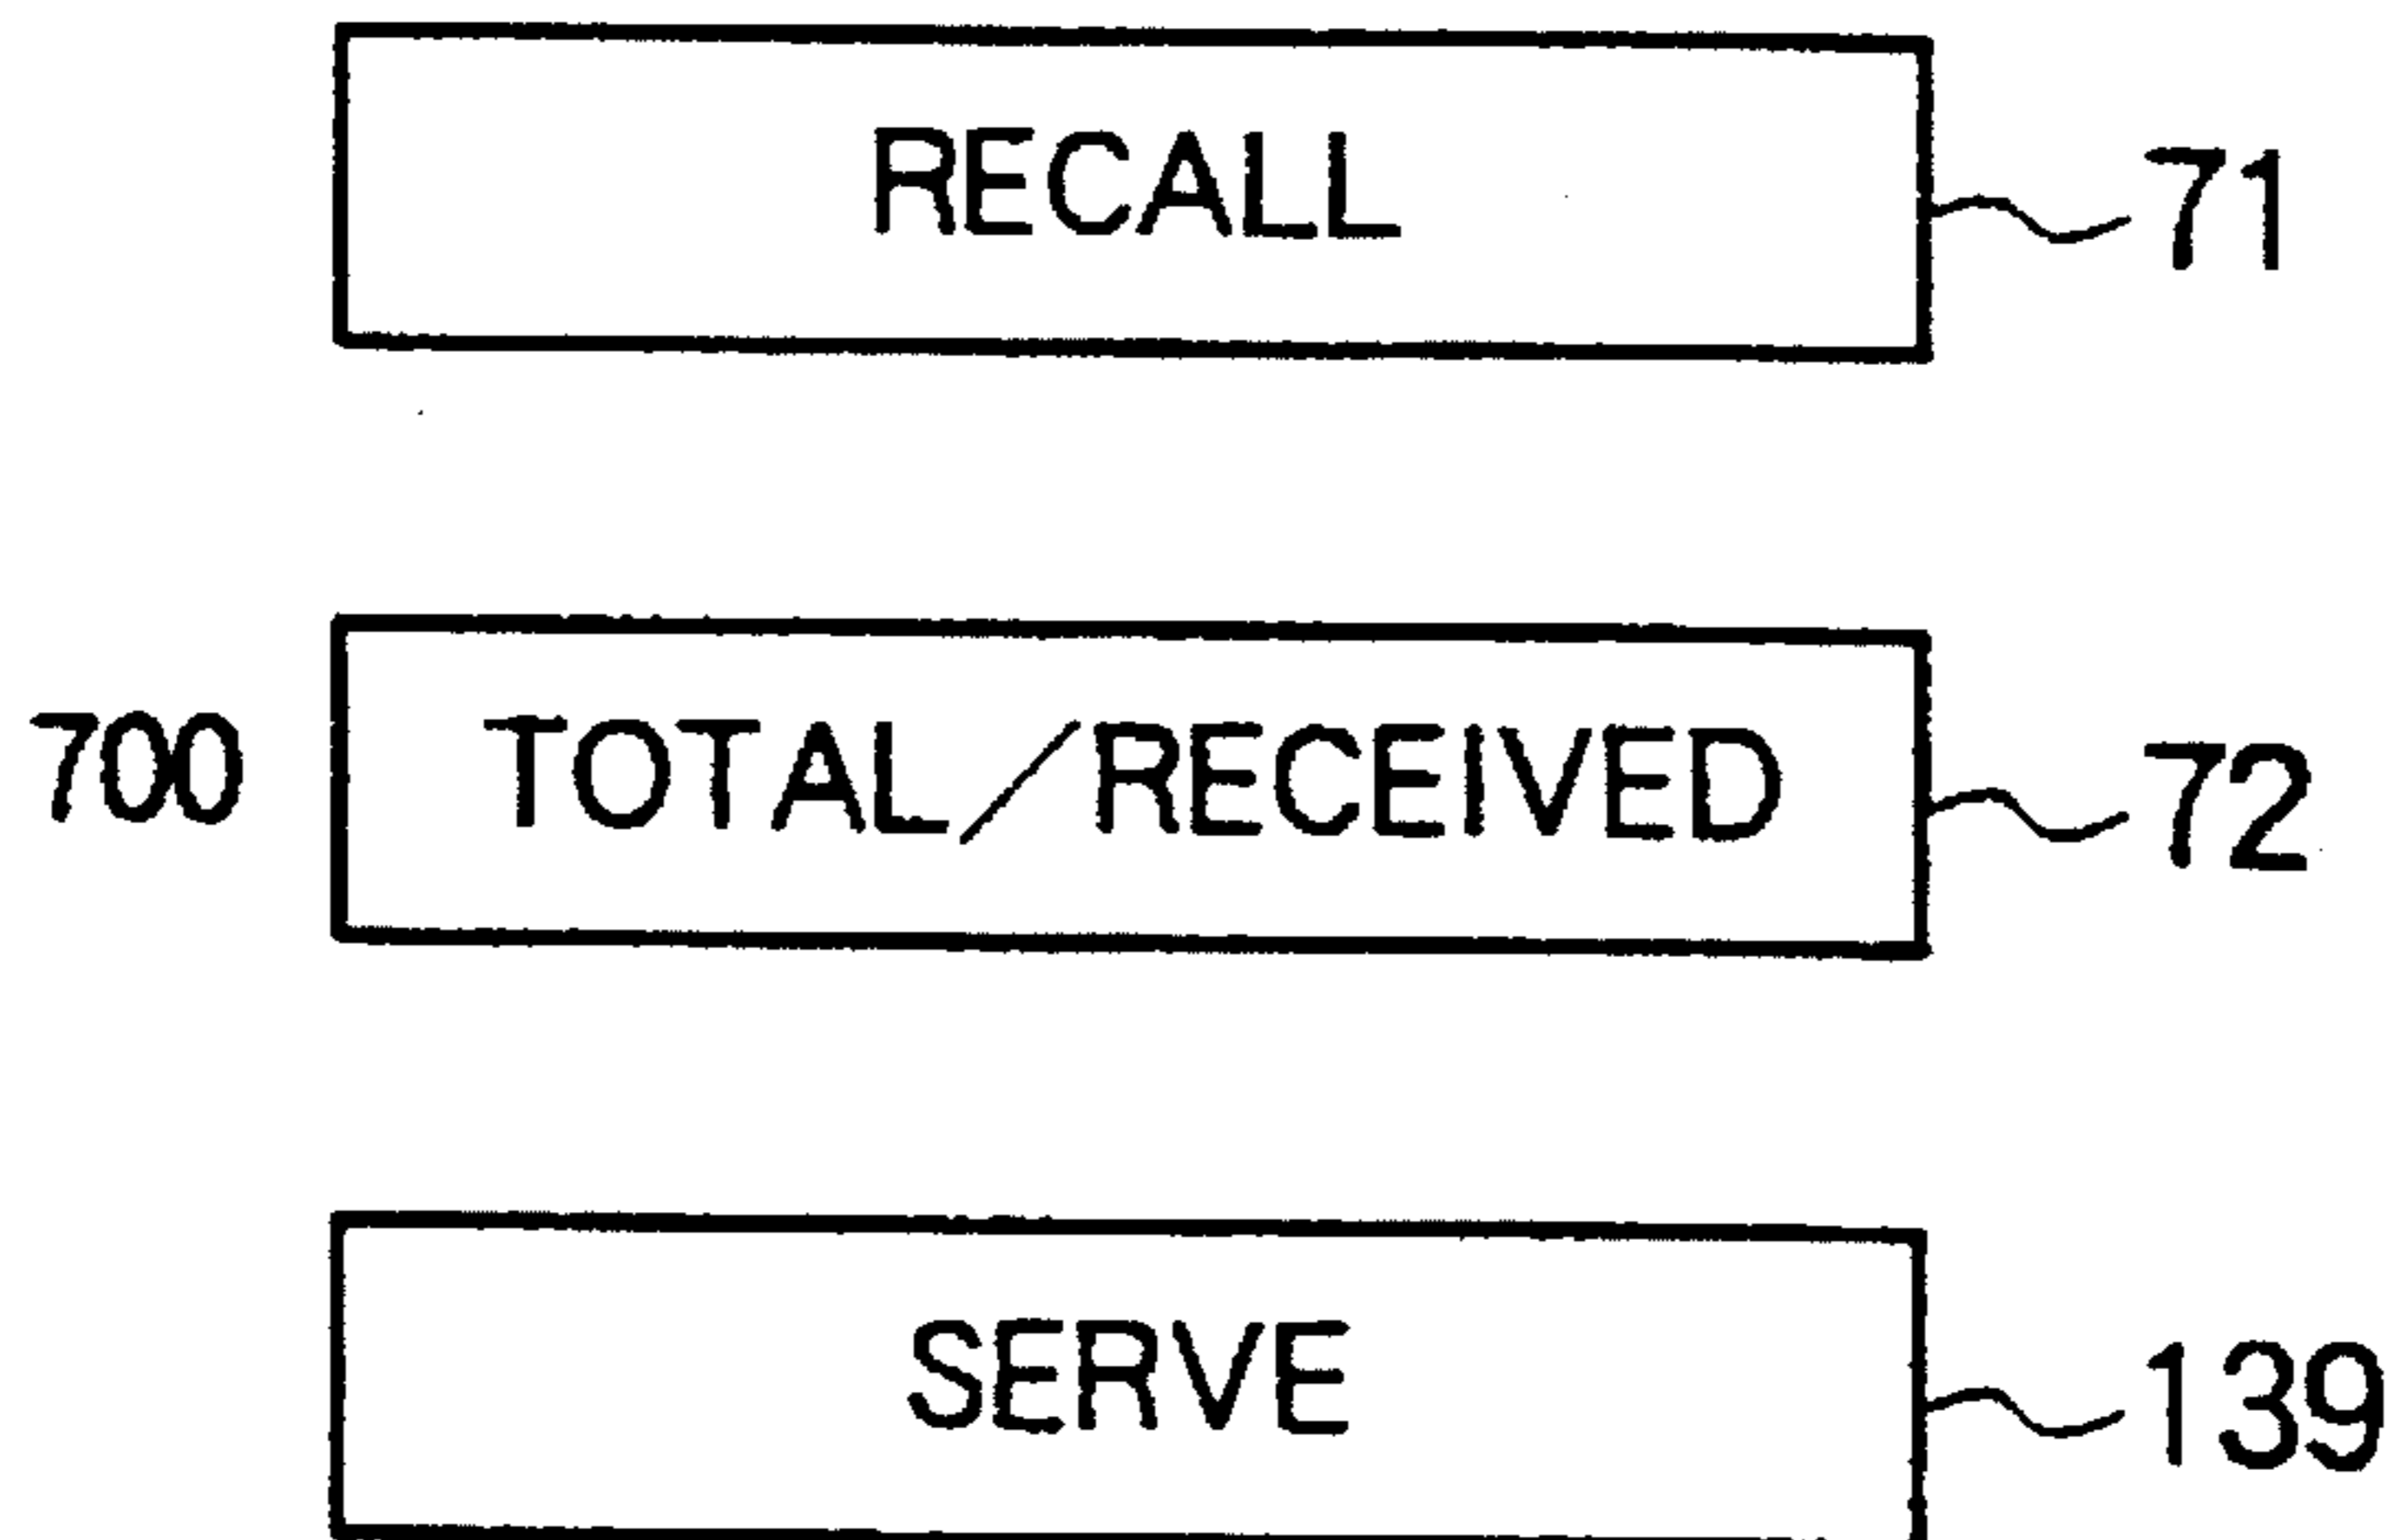 RECALL
71
700
TOTAL/RECEIVED
72
SERVE
139